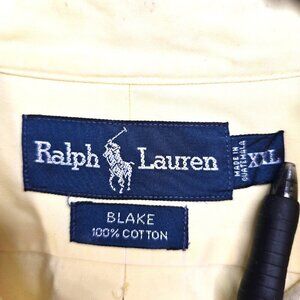 Ralph Lauren
MADE IN
GUATEMALA
XXL
BLAKE
100% COTTON